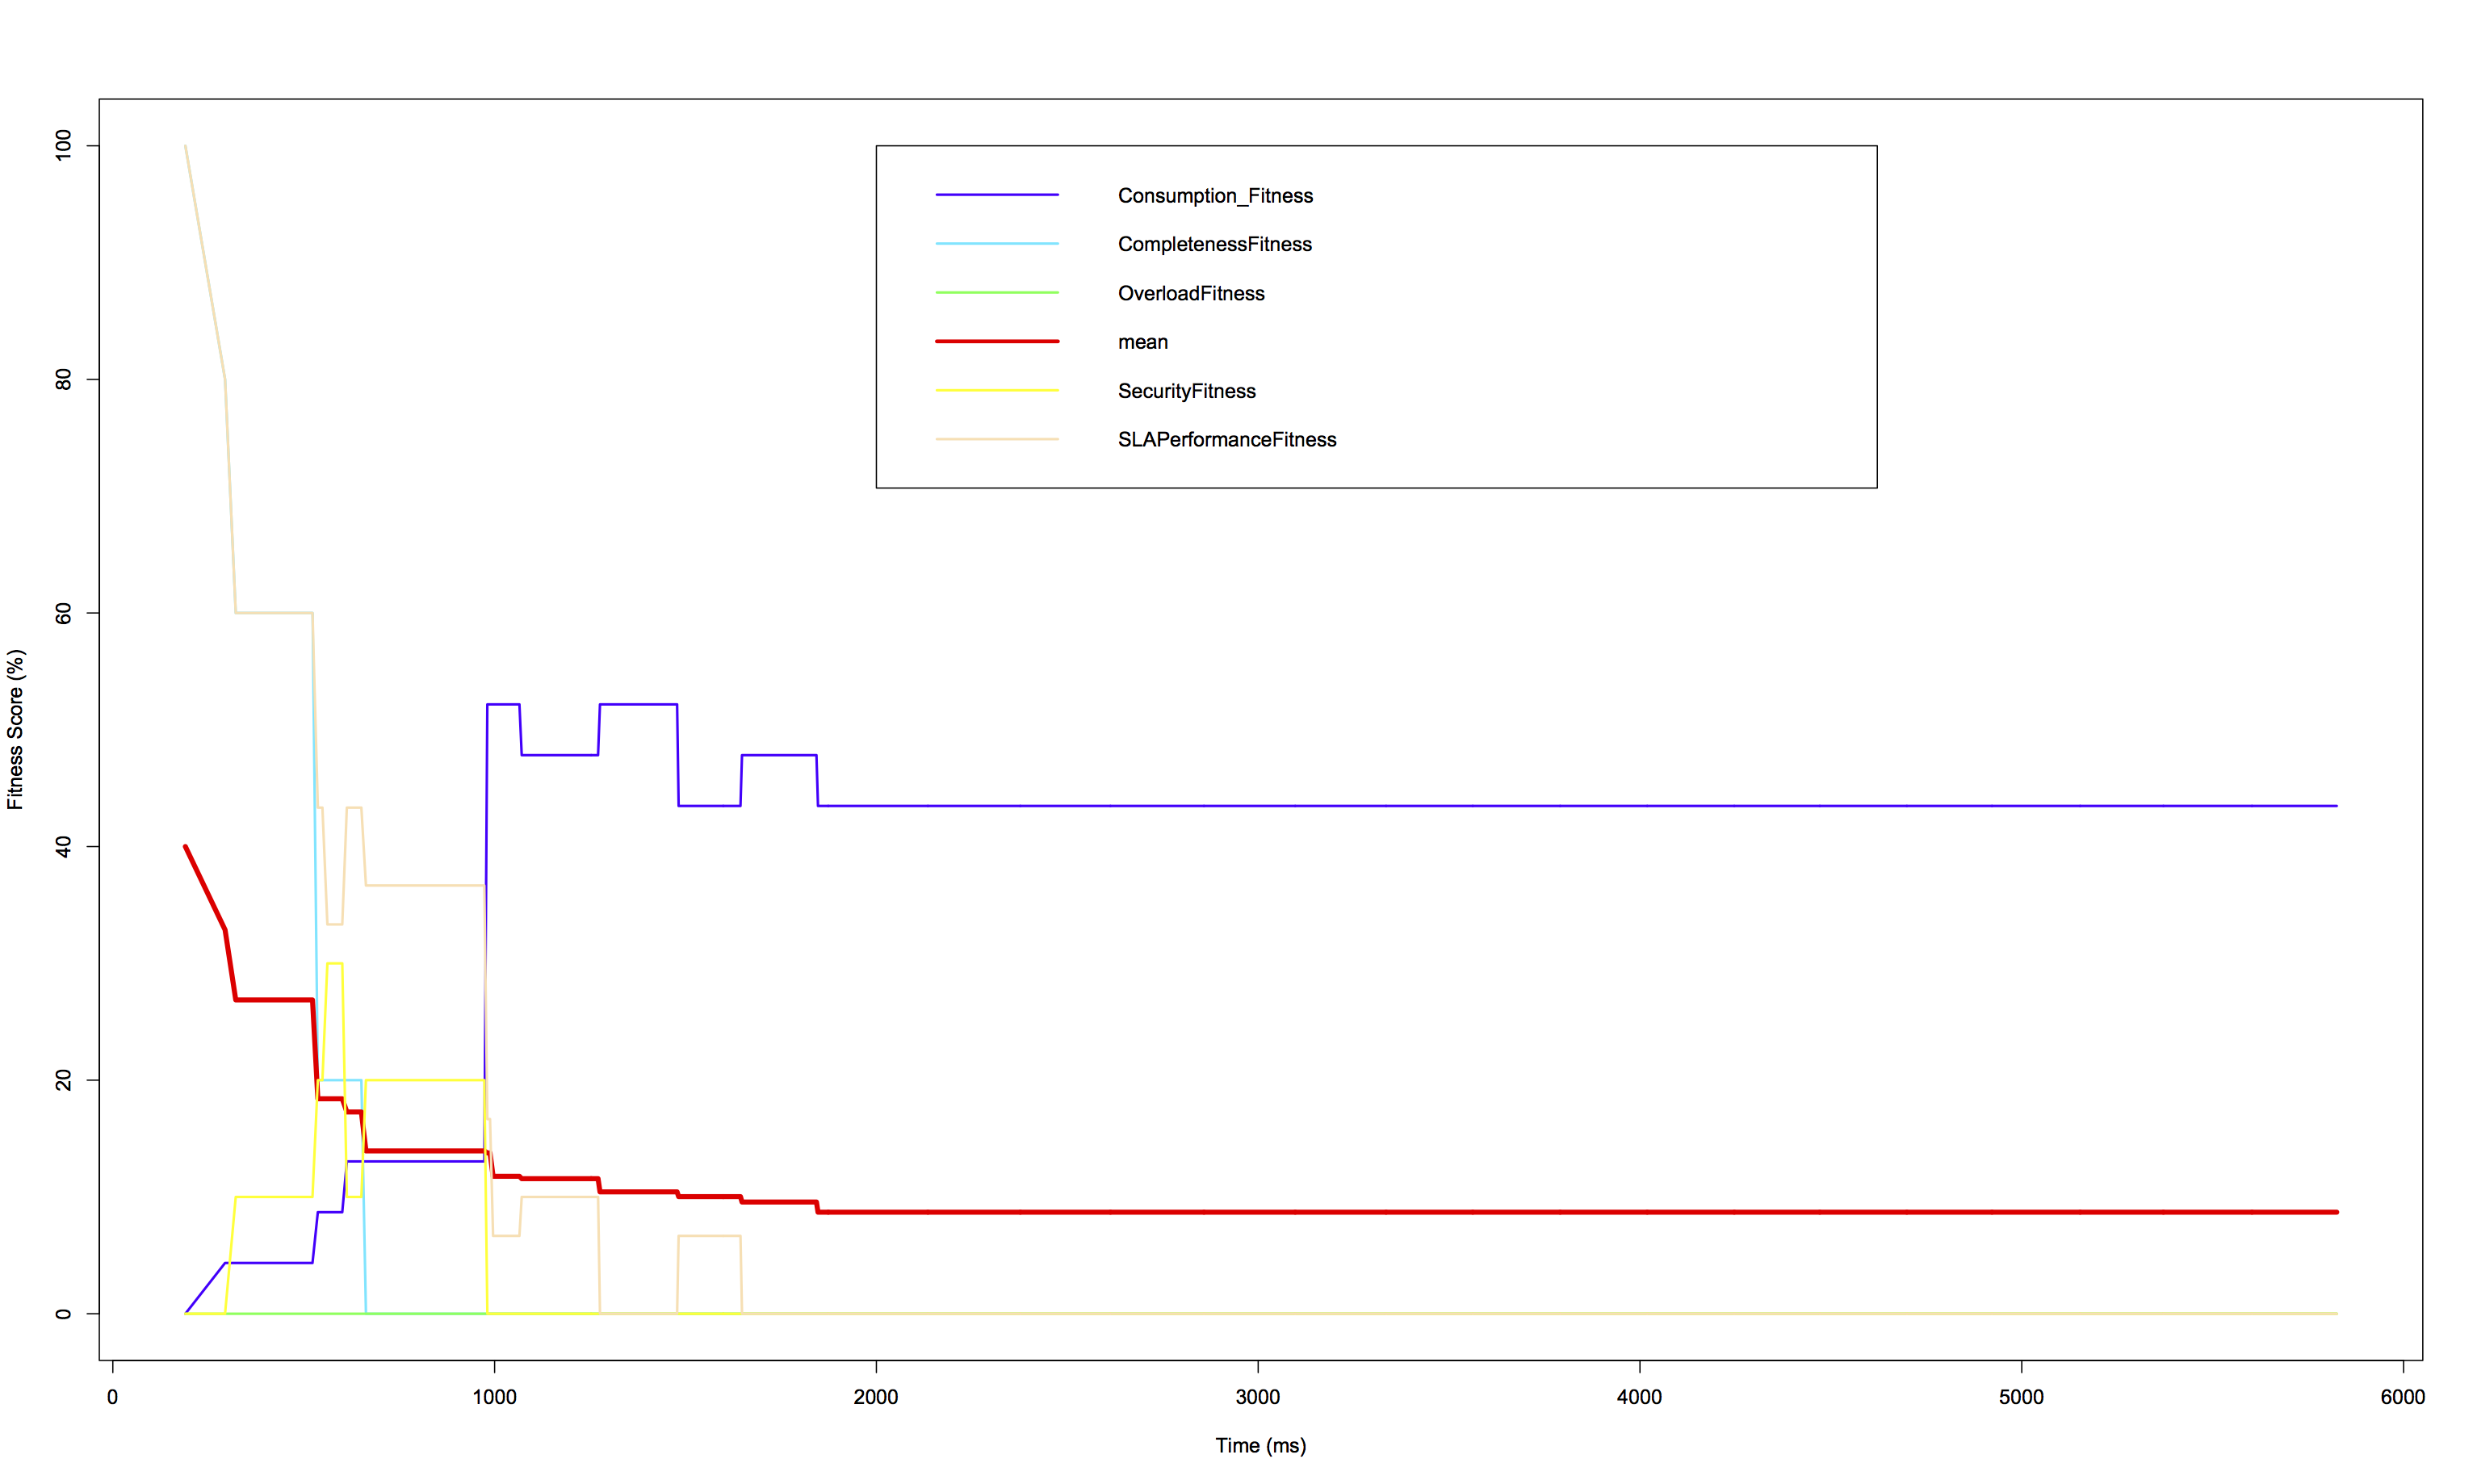 100
80
60
40
20
0
Fitness Score (%)
Consumption_Fitness
CompletenessFitness
OverloadFitness
mean
SecurityFitness
SLAPerformanceFitness
0 1000 2000 3000 4000 5000 6000
Time (ms)